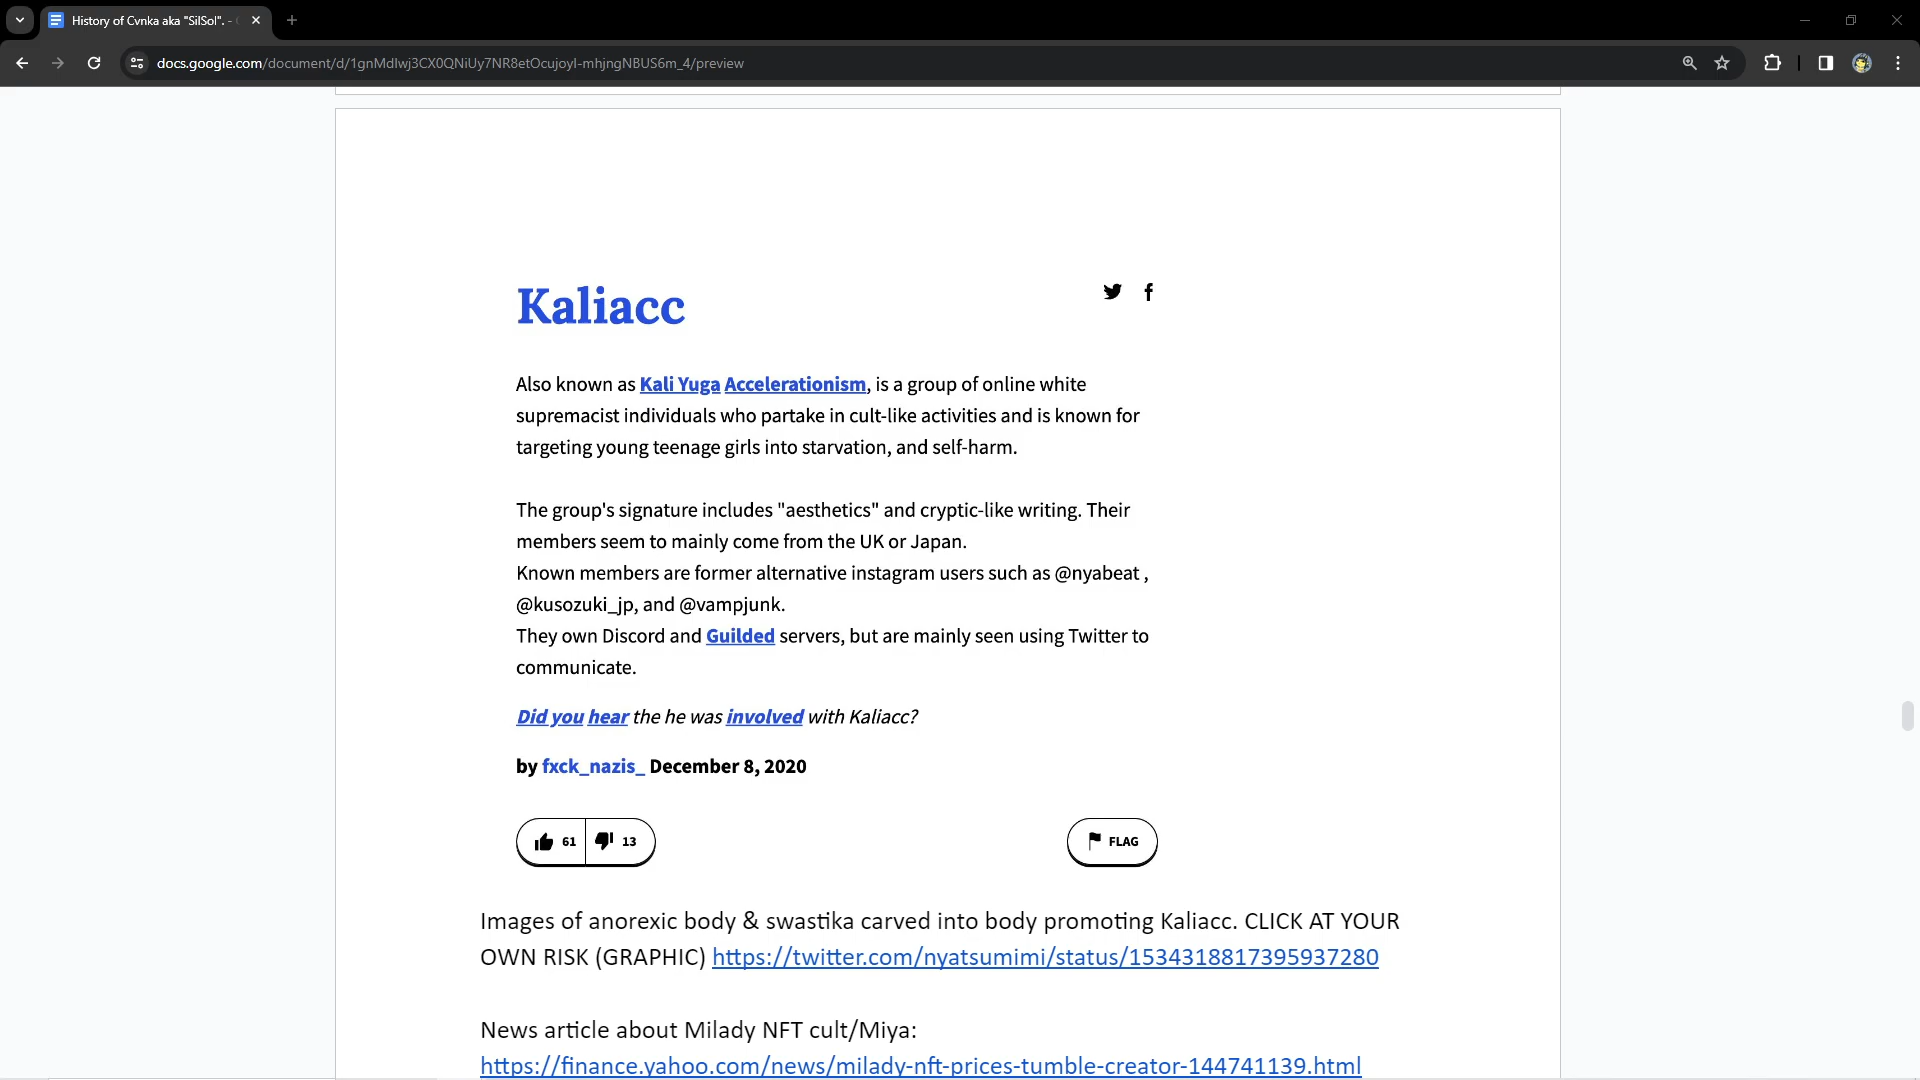 History of Cvnka aka "SilSol". -
docs.google.com/document/d/1gnMdIwj3CX0QNiUy7NR8etOcujoyI-mhjngNBUS6m_4/preview
Kaliacc
Also known as Kali Yuga Accelerationism, is a group of online white
supremacist individuals who partake in cult-like activities and is known for
targeting young teenage girls into starvation, and self-harm.
The group's signature includes "aesthetics" and cryptic-like writing. Their
members seem to mainly come from the UK or Japan.
Known members are former alternative instagram users such as @nyabeat ,
@kusozuki_jp, and @vampjunk.
They own Discord and Guilded servers, but are mainly seen using Twitter to
communicate.
Did you hear the he was involved with Kaliacc?
by fxck_nazis_ December 8, 2020
61 13 FLAG
Images of anorexic body & swastika carved into body promoting Kaliacc. CLICK AT YOUR
OWN RISK (GRAPHIC) https://twitter.com/nyatsumimi/status/1534318817395937280
News article about Milady NFT cult/Miya:
https://finance.yahoo.com/news/milady-nft-prices-tumble-creator-144741139.html